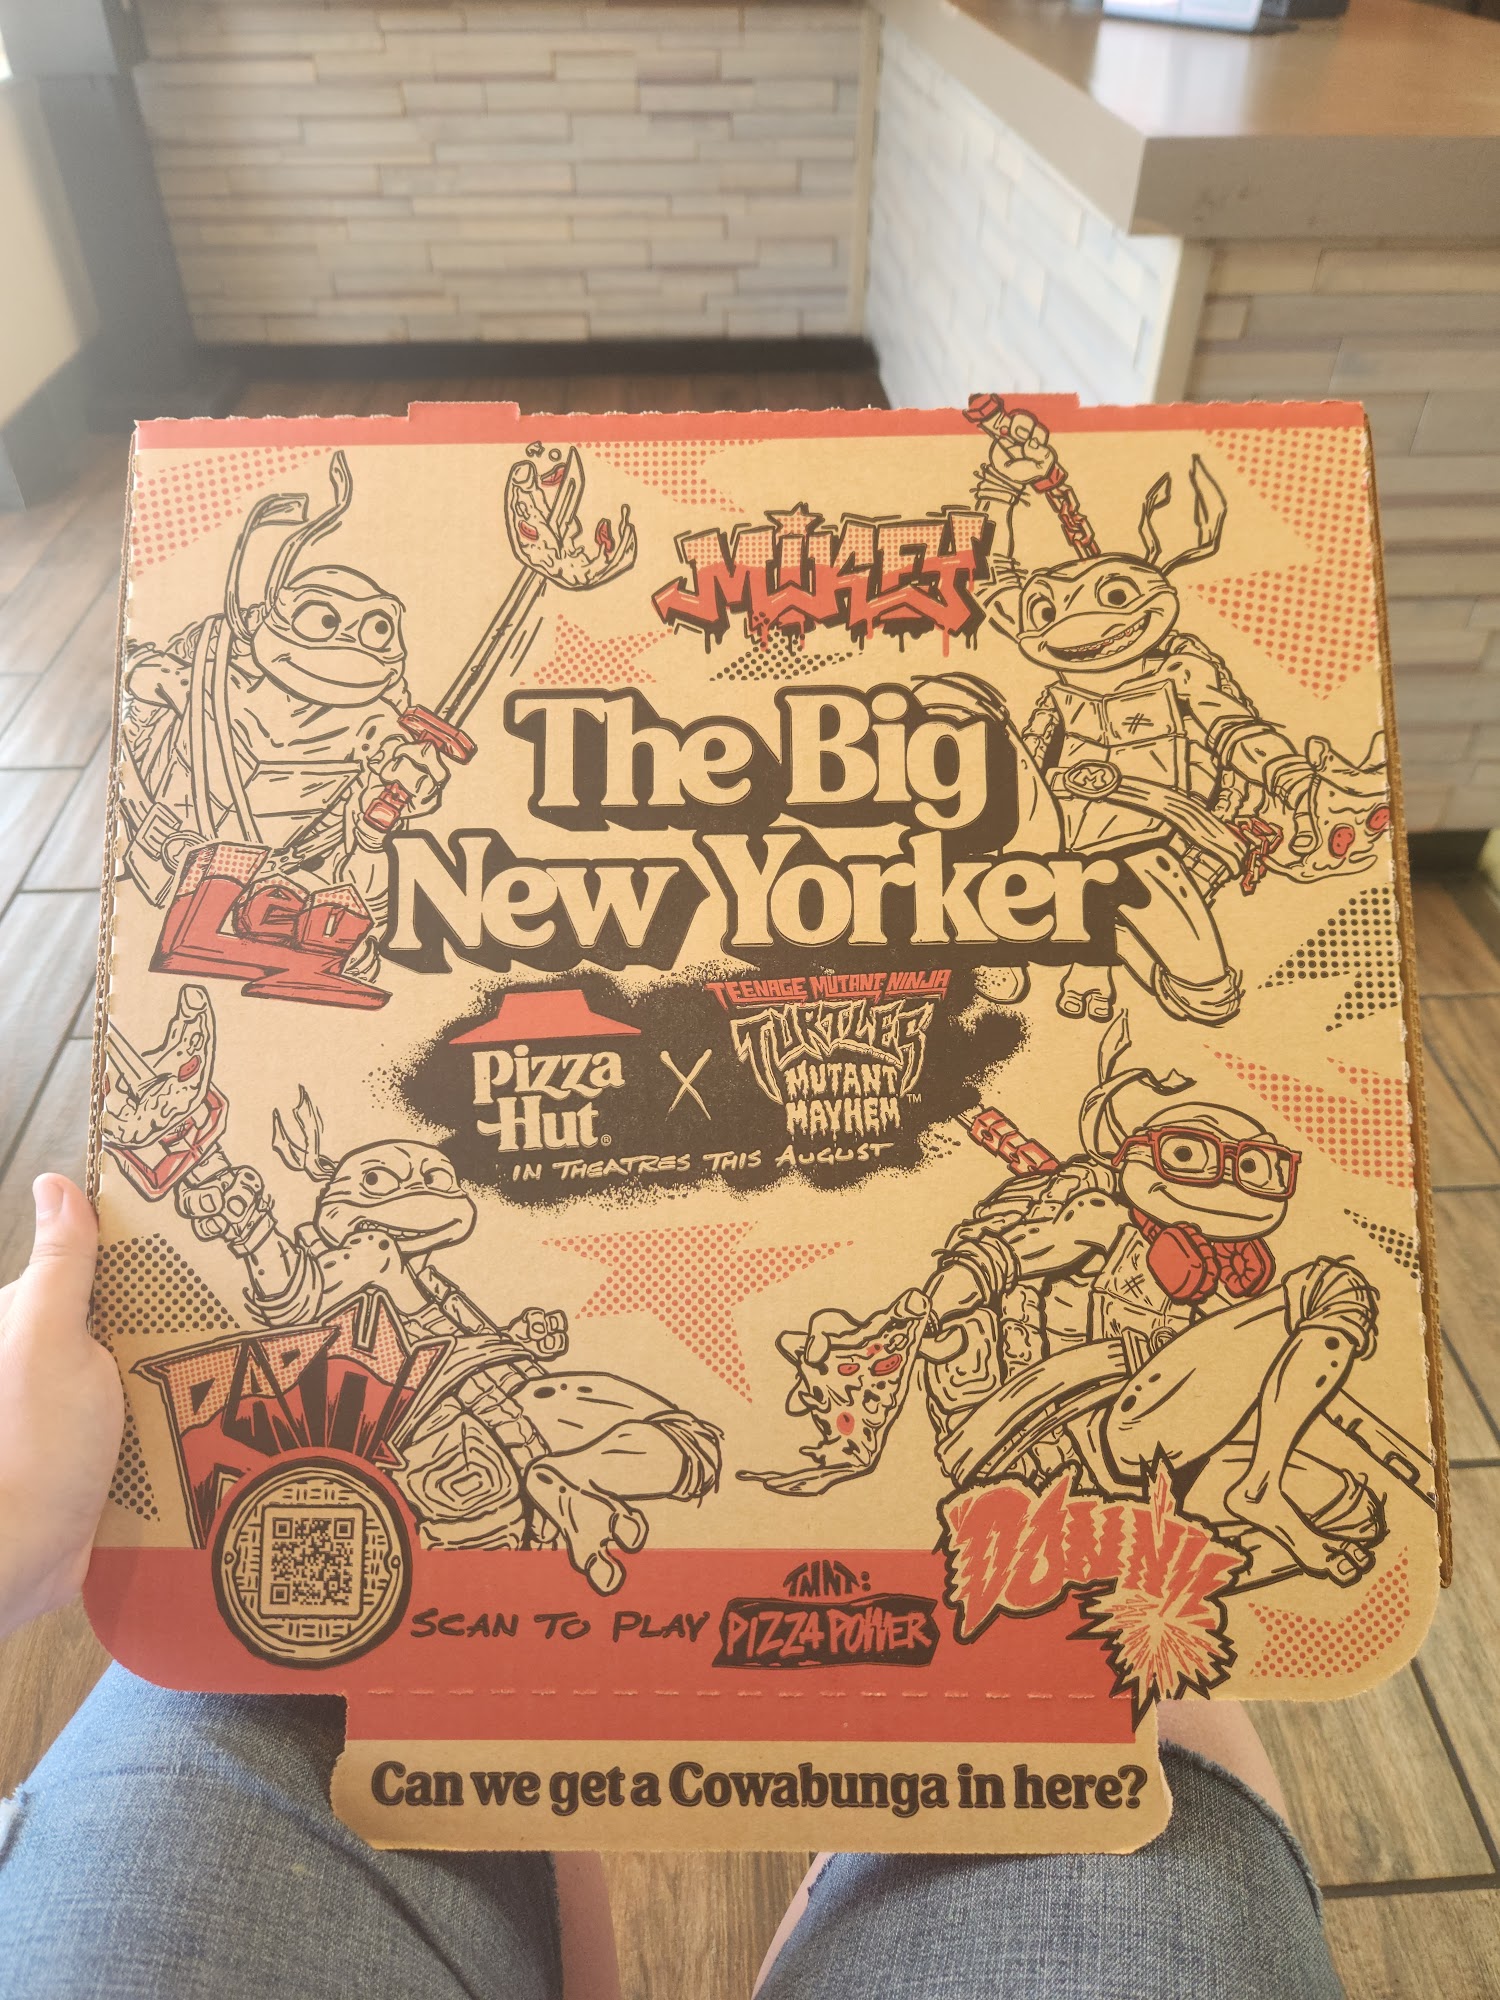 MIKEY
The Big
New Yorker
LEO
Pizza
Hut®
X
TEENAGE MUTANT NINJA
TURTLES
MUTANT
MAYHEM™
IN THEATRES THIS AUGUST
M
RAPH
DONNIE
SCAN TO PLAY
TMNT:
PIZZA POWER
Can we get a Cowabunga in here?